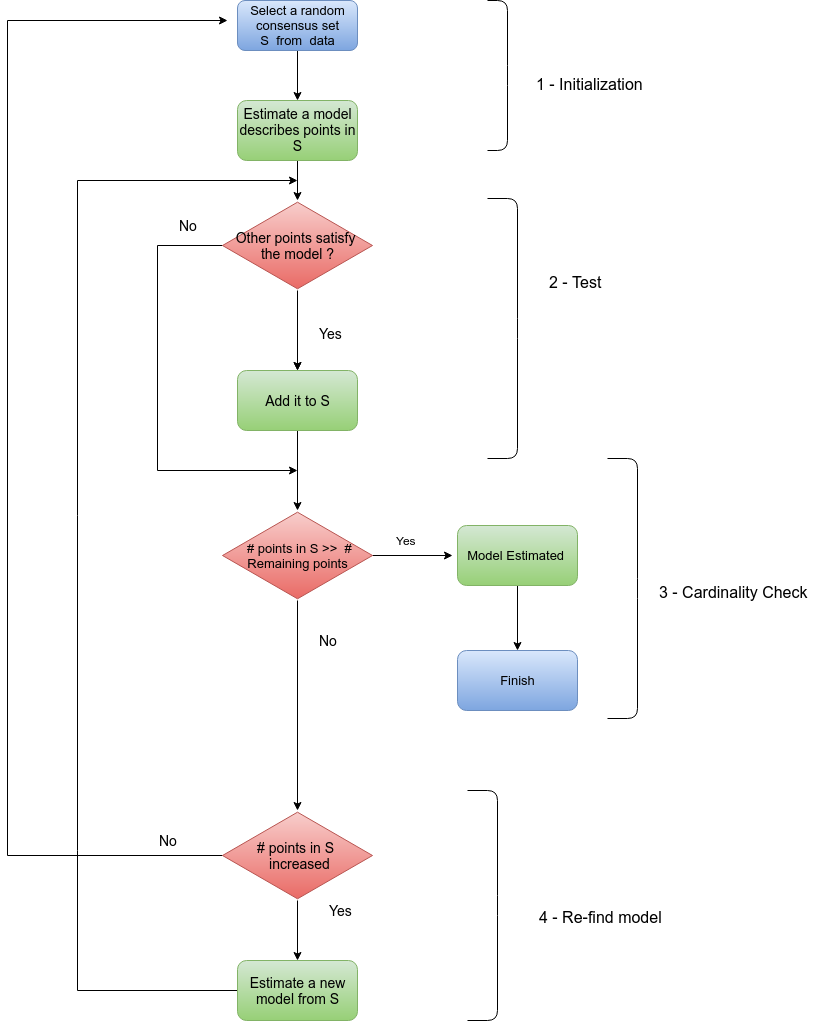 Select a random
consensus set
S from data
1 - Initialization
Estimate a model
describes points in
S
No
Other points satisfy
the model ?
2 - Test
Yes
Add it to S
# points in S >> #
Remaining points
Yes
Model Estimated
3 - Cardinality Check
No
Finish
No
# points in S
increased
Yes
4 - Re-find model
Estimate a new
model from S